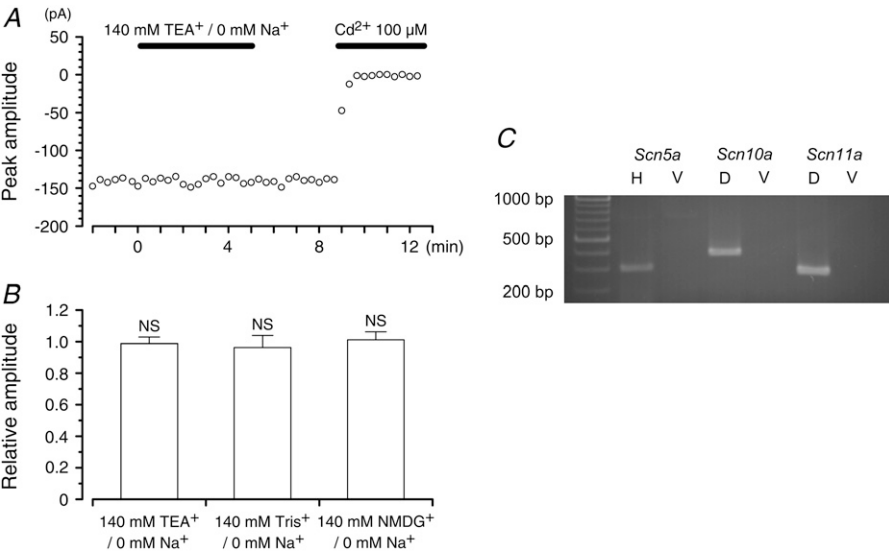 A
(pA)
140 mM TEA+ / 0 mM Na+
Cd2+ 100 µM
Peak amplitude
50
0
-50
-100
-150
-200
0
4
8
12 (min)
B
Relative amplitude
1.2
1.0
0.8
0.6
0.4
0.2
0
NS
NS
NS
140 mM TEA+
/ 0 mM Na+
140 mM Tris+
/ 0 mM Na+
140 mM NMDG+
/ 0 mM Na+
C
Scn5a Scn10a Scn11a
H V D V D V
1000 bp
500 bp
200 bp